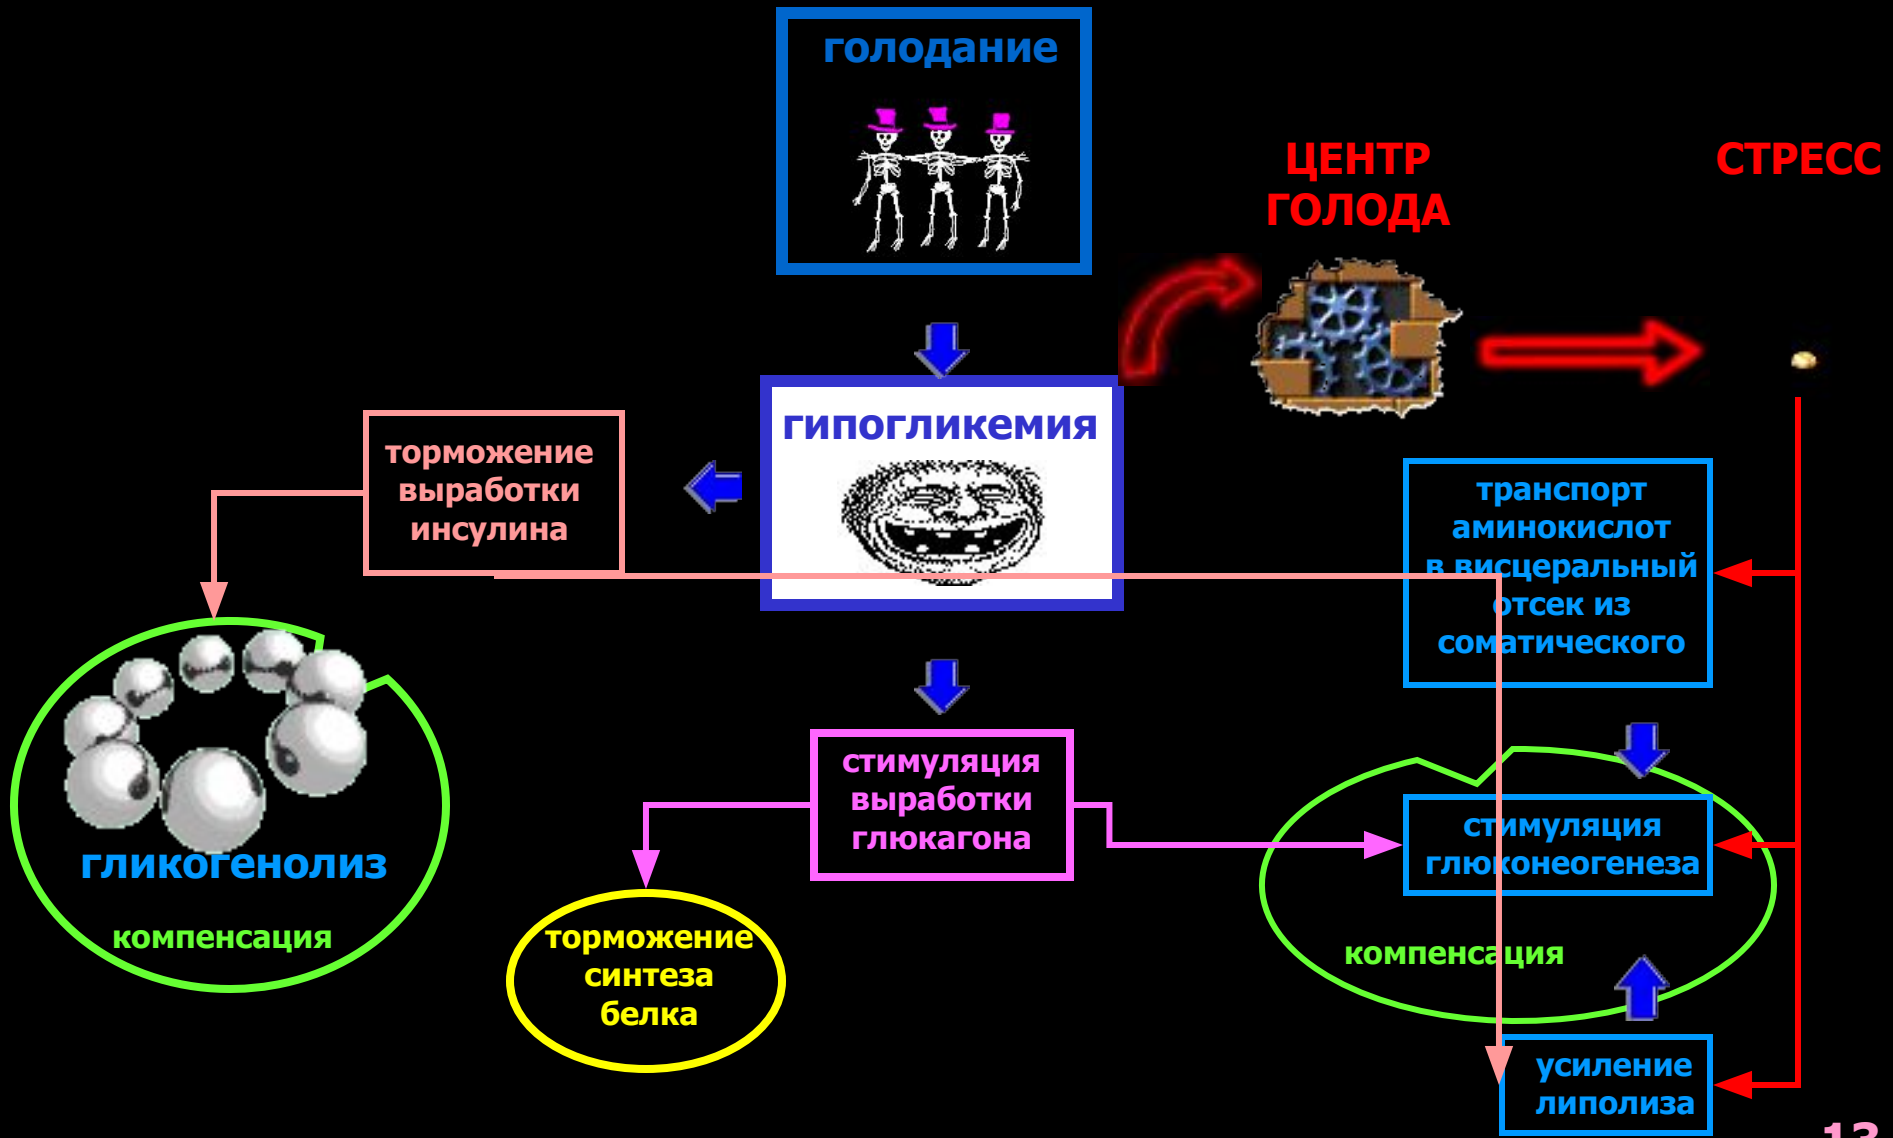 голодание
ЦЕНТР
ГОЛОДА
СТРЕСС
гипогликемия
торможение
выработки
инсулина
транспорт
аминокислот
в висцеральный
отсек из
соматического
стимуляция
выработки
глюкагона
стимуляция
глюконеогенеза
гликогенолиз
компенсация
торможение
синтеза
белка
компенсация
усиление
липолиза
13